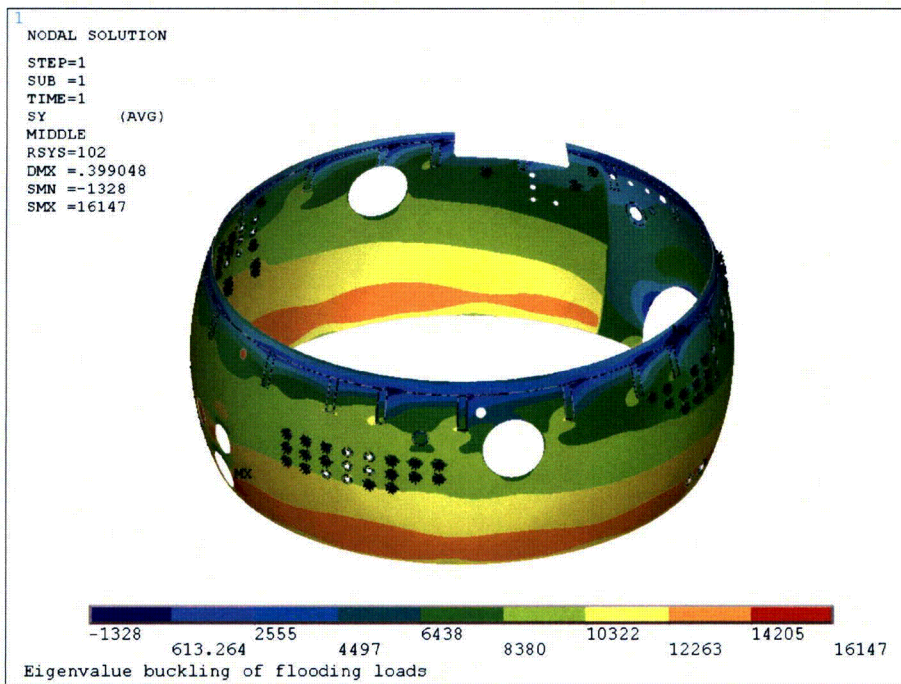 1
NODAL SOLUTION
STEP=1
SUB =1
TIME=1
SY (AVG)
MIDDLE
RSYS=102
DMX =.399048
SMN =-1328
SMX =16147
MX
-1328 2555 6438 10322 14205
613.264 4497 8380 12263 16147
Eigenvalue buckling of flooding loads